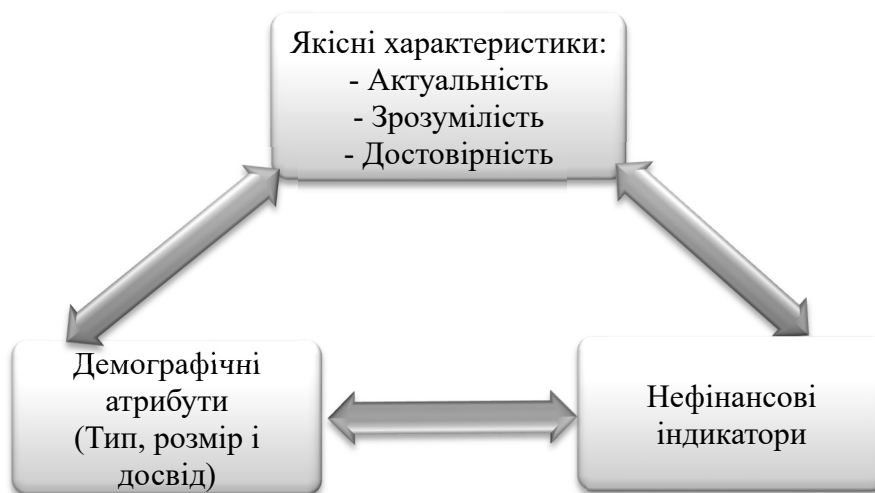 Якісні характеристики:
- Актуальність
- Зрозумілість
- Достовірність
Демографічні
атрибути
(Тип, розмір і
досвід)
Нефінансові
індикатори